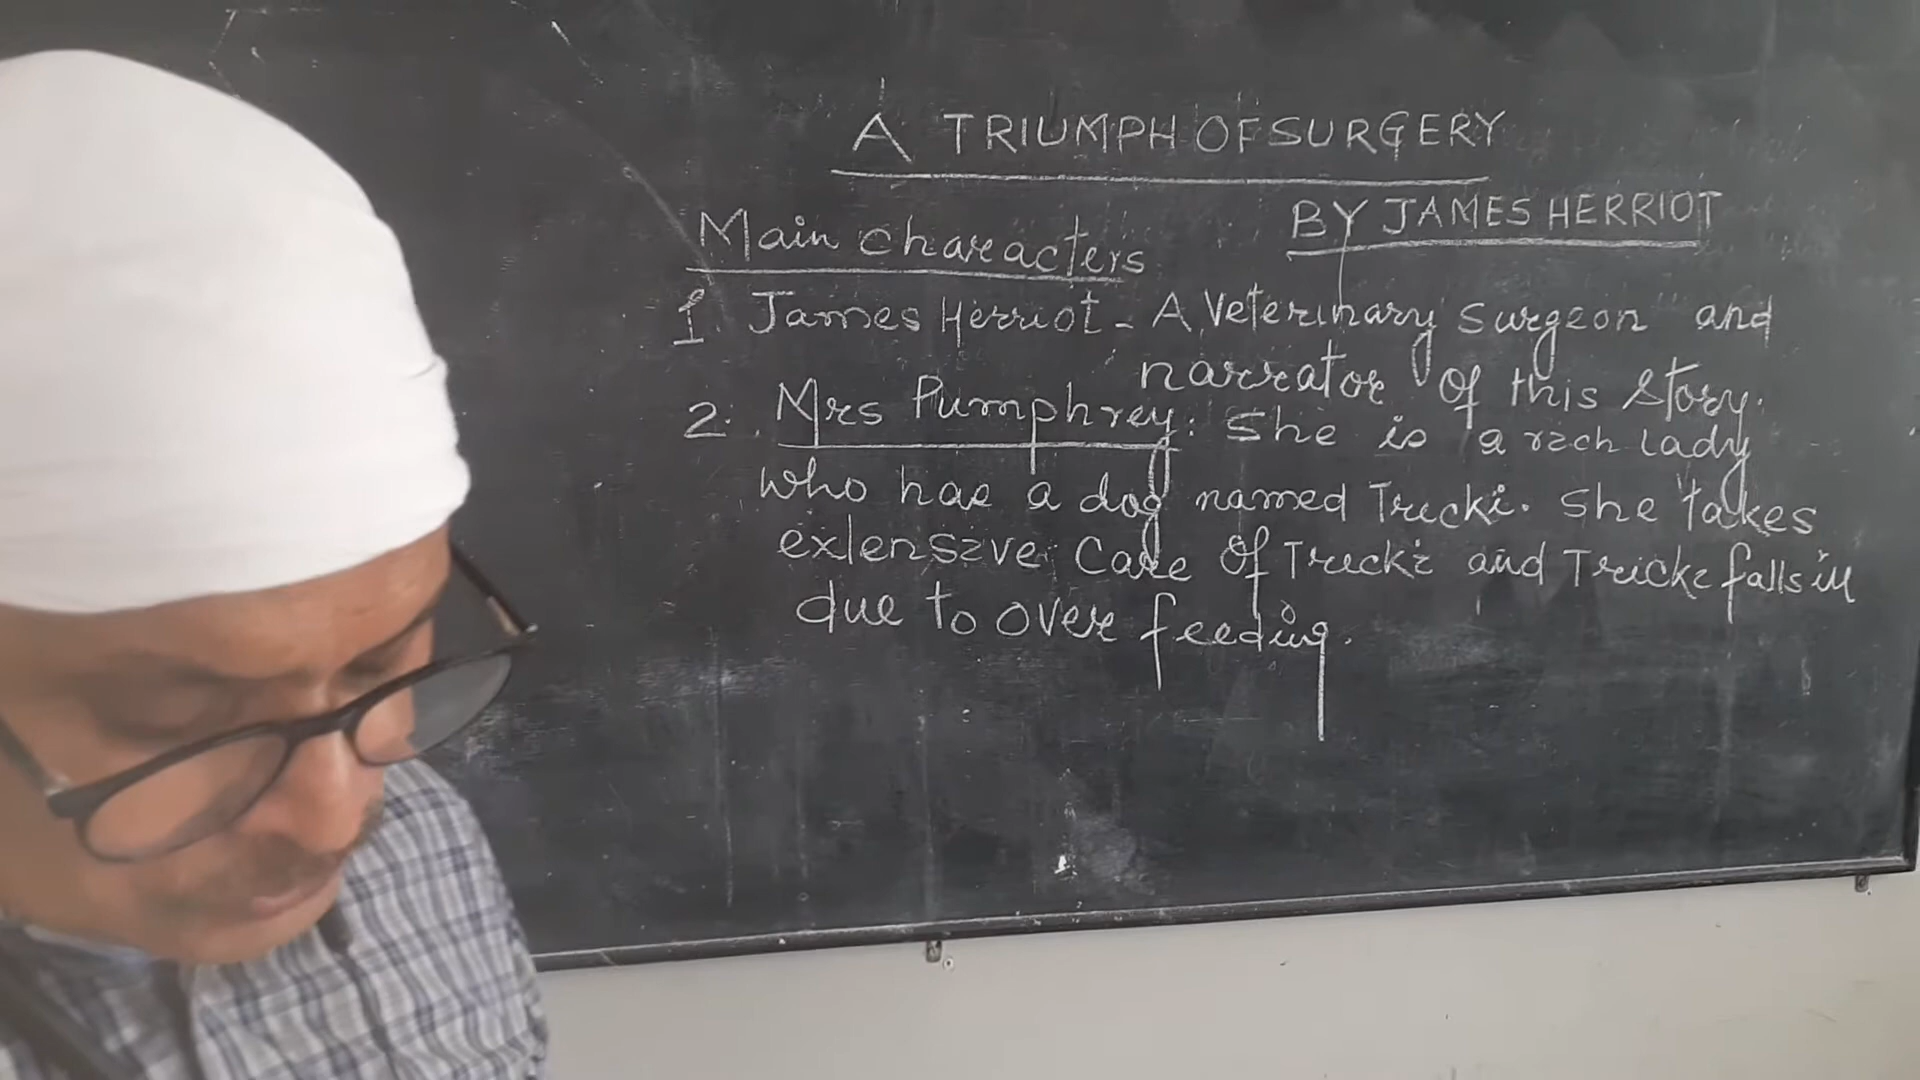 A TRIUMPH OF SURGERY
BY JAMES HERRIOT
Main characters
1. James Herriot - A Veterinary surgeon and
narrator of this story.
2. Mrs Pumphrey: She is a rich lady
who has a dog named Tricki. She takes
extensive care of Tricki and Tricki falls ill
due to over feeding.